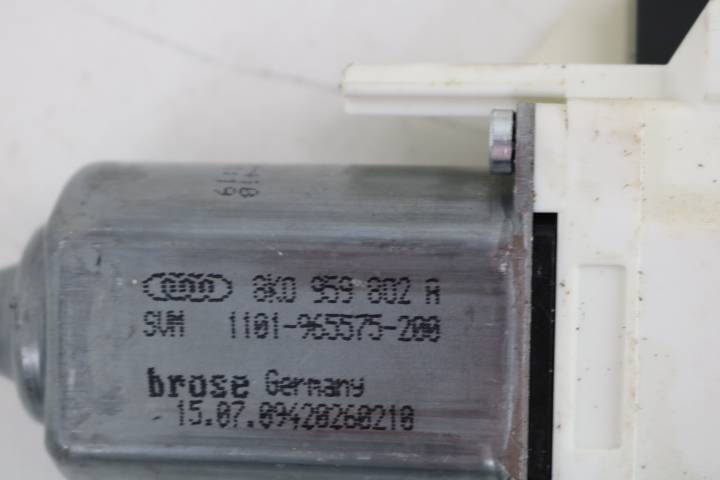 8K0 959 802 A
SVM 1101-965575-200
brose Germany
15.07.09420260210